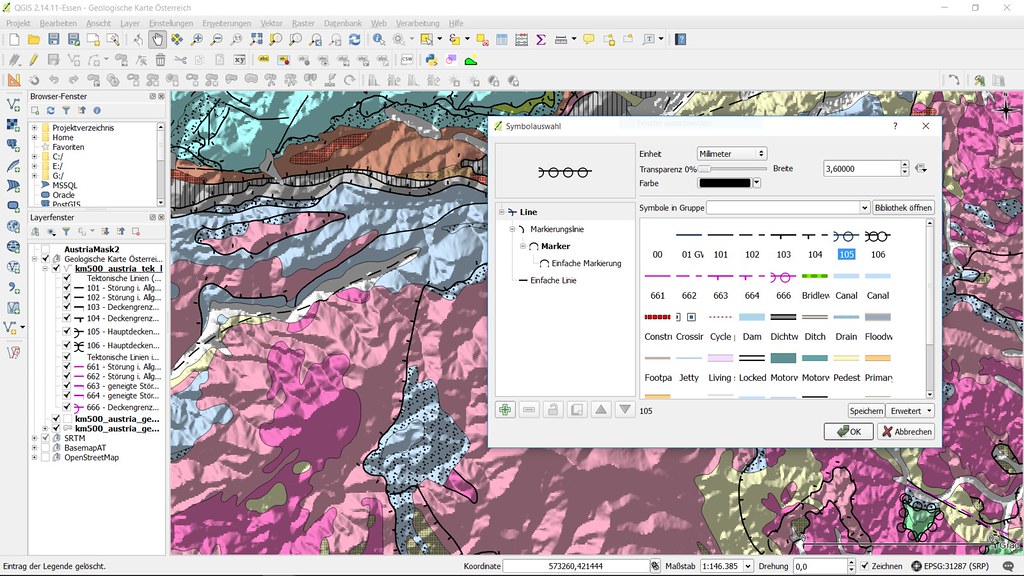 QGIS 2.14.11-Essen - Geologische Karte Österreich
Projekt Bearbeiten Ansicht Layer Einstellungen Erweiterungen Vektor Raster Datenbank Web Verarbeitung Hilfe
Browser-Fenster
Projektverzeichnis
Home
Favoriten
C:/
E:/
G:/
MSSQL
Oracle
PostGIS
Layerfenster
AustriaMask2
Geologische Karte Österrei...
km500_austria_tek_l
Tektonische Linien (...
101 - Störung i. Allg...
102 - Störung i. Allg...
103 - Deckengrenz...
104 - Deckengrenz...
105 - Hauptdecken...
106 - Hauptdecken...
Tektonische Linien i...
661 - Störung i. Allg...
662 - Störung i. Allg...
663 - geneigte Stör...
664 - geneigte Stör...
666 - Deckengrenz...
km500_austria_ge...
km500_austria_ge...
SRTM
BasemapAT
OpenStreetMap
Symbolauswahl
?
Einheit Millimeter
Transparenz 0% Breite 3,60000
Farbe
Line
Markierungslinie
Marker
Einfache Markierung
Einfache Linie
Symbole in Gruppe Bibliothek öffnen
00 01 GV 101 102 103 104 105 106
661 662 663 664 666 Bridlew Canal Canal
Constr Crossir Cycle Dam Dichtw Ditch Drain Floodw
Footpa Jetty Living Locked Motorw Motorw Pedest Primar
105 Speichern Erweitert
OK Abbrechen
Eintrag der Legende gelöscht. Koordinate 573260,421444 Maßstab 1:146.385 Drehung 0,0 Zeichnen EPSG:31287 (SRP)